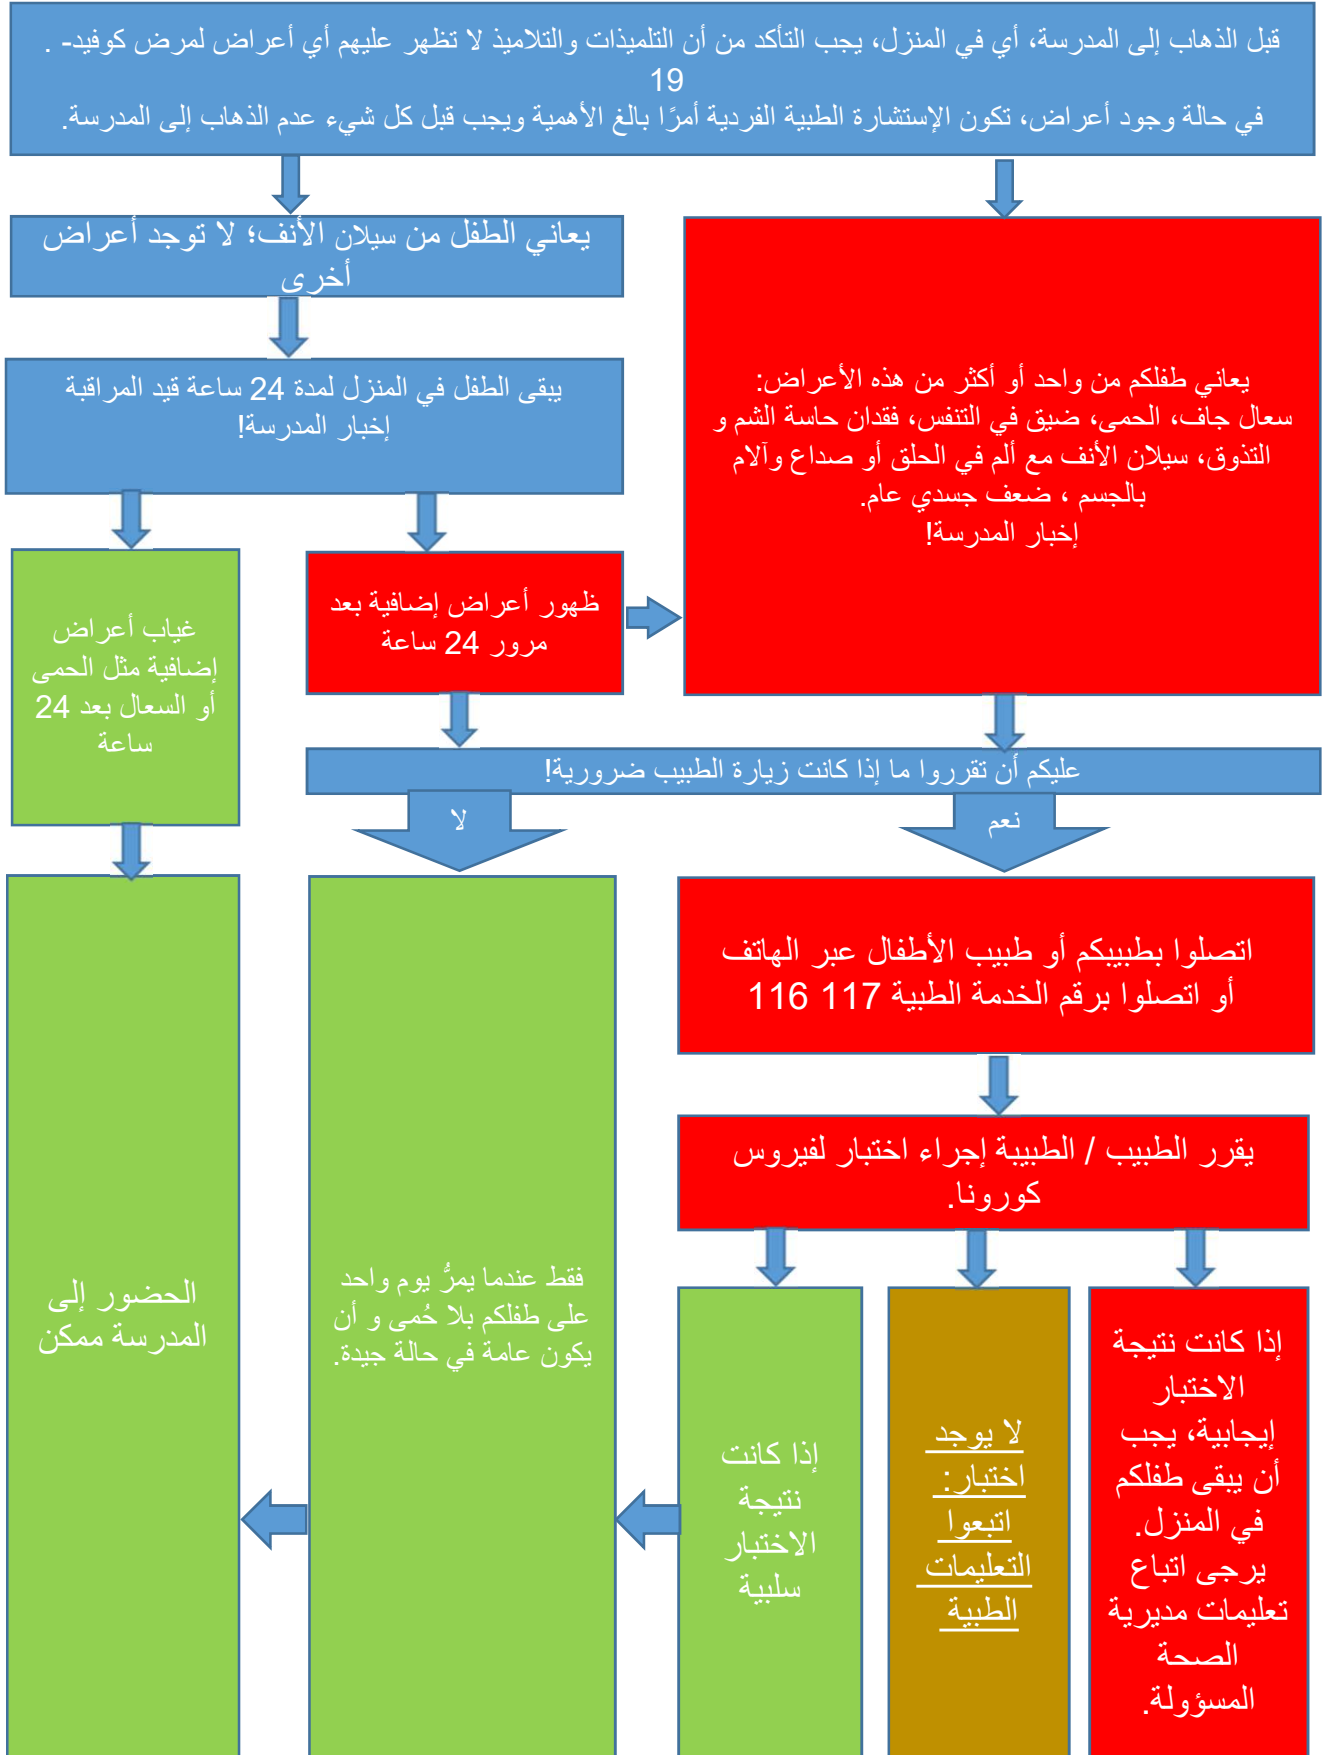 قبل الذهاب إلى المدرسة، أي في المنزل، يجب التأكد من أن التلميذات والتلاميذ لا تظهر عليهم أي أعراض لمرض كوفيد- .
19
في حالة وجود أعراض، تكون الإستشارة الطبية الفردية أمرًا بالغ الأهمية ويجب قبل كل شيء عدم الذهاب إلى المدرسة.
يعاني الطفل من سيلان الأنف؛ لا توجد أعراض
أخرى
يبقى الطفل في المنزل لمدة 24 ساعة قيد المراقبة
إخبار المدرسة!
يعاني طفلكم من واحد أو أكثر من هذه الأعراض:
سعال جاف، الحمى، ضيق في التنفس، فقدان حاسة الشم و
التذوق، سيلان الأنف مع ألم في الحلق أو صداع وآلام
بالجسم ، ضعف جسدي عام.
إخبار المدرسة!
ظهور أعراض إضافية بعد
مرور 24 ساعة
غياب أعراض
إضافية مثل الحمى
أو السعال بعد 24
ساعة
عليكم أن تقرروا ما إذا كانت زيارة الطبيب ضرورية!
نعم
لا
اتصلوا بطبيبكم أو طبيب الأطفال عبر الهاتف
أو اتصلوا برقم الخدمة الطبية 117 116
يقرر الطبيب / الطبيبة إجراء اختبار لفيروس
كورونا.
إذا كانت نتيجة
الاختبار
إيجابية، يجب
أن يبقى طفلكم
في المنزل.
يرجى اتباع
تعليمات مديرية
الصحة
المسؤولة.
لا يوجد
اختبار:
اتبعوا
التعليمات
الطبية
إذا كانت
نتيجة
الاختبار
سلبية
فقط عندما يمرُّ يوم واحد
على طفلكم بلا حُمى و أن
يكون عامة في حالة جيدة.
الحضور إلى
المدرسة ممكن